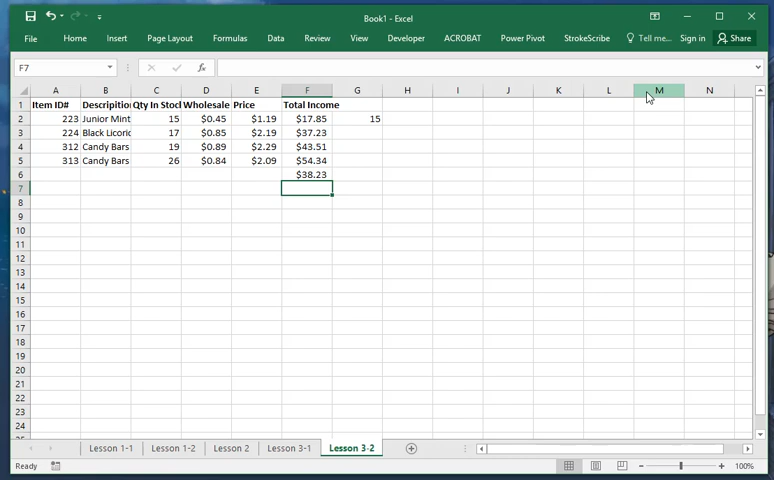 Book1 - Excel
File Home Insert Page Layout Formulas Data Review View Developer ACROBAT Power Pivot StrokeScribe Tell me... Sign in Share
F7 fx
A B C D E F G H I J K L M N
1 Item ID# Descripition Qty In Stocl Wholesale Price Total Income
2 223 Junior Mint 15 $0.45 $1.19 $17.85 15
3 224 Black Licoric 17 $0.85 $2.19 $37.23
4 312 Candy Bars 19 $0.89 $2.29 $43.51
5 313 Candy Bars 26 $0.84 $2.09 $54.34
6 $38.23
7
8
9
10
11
12
13
14
15
16
17
18
19
20
21
22
23
24
25
Lesson 1-1 Lesson 1-2 Lesson 2 Lesson 3-1 Lesson 3-2
Ready 100%